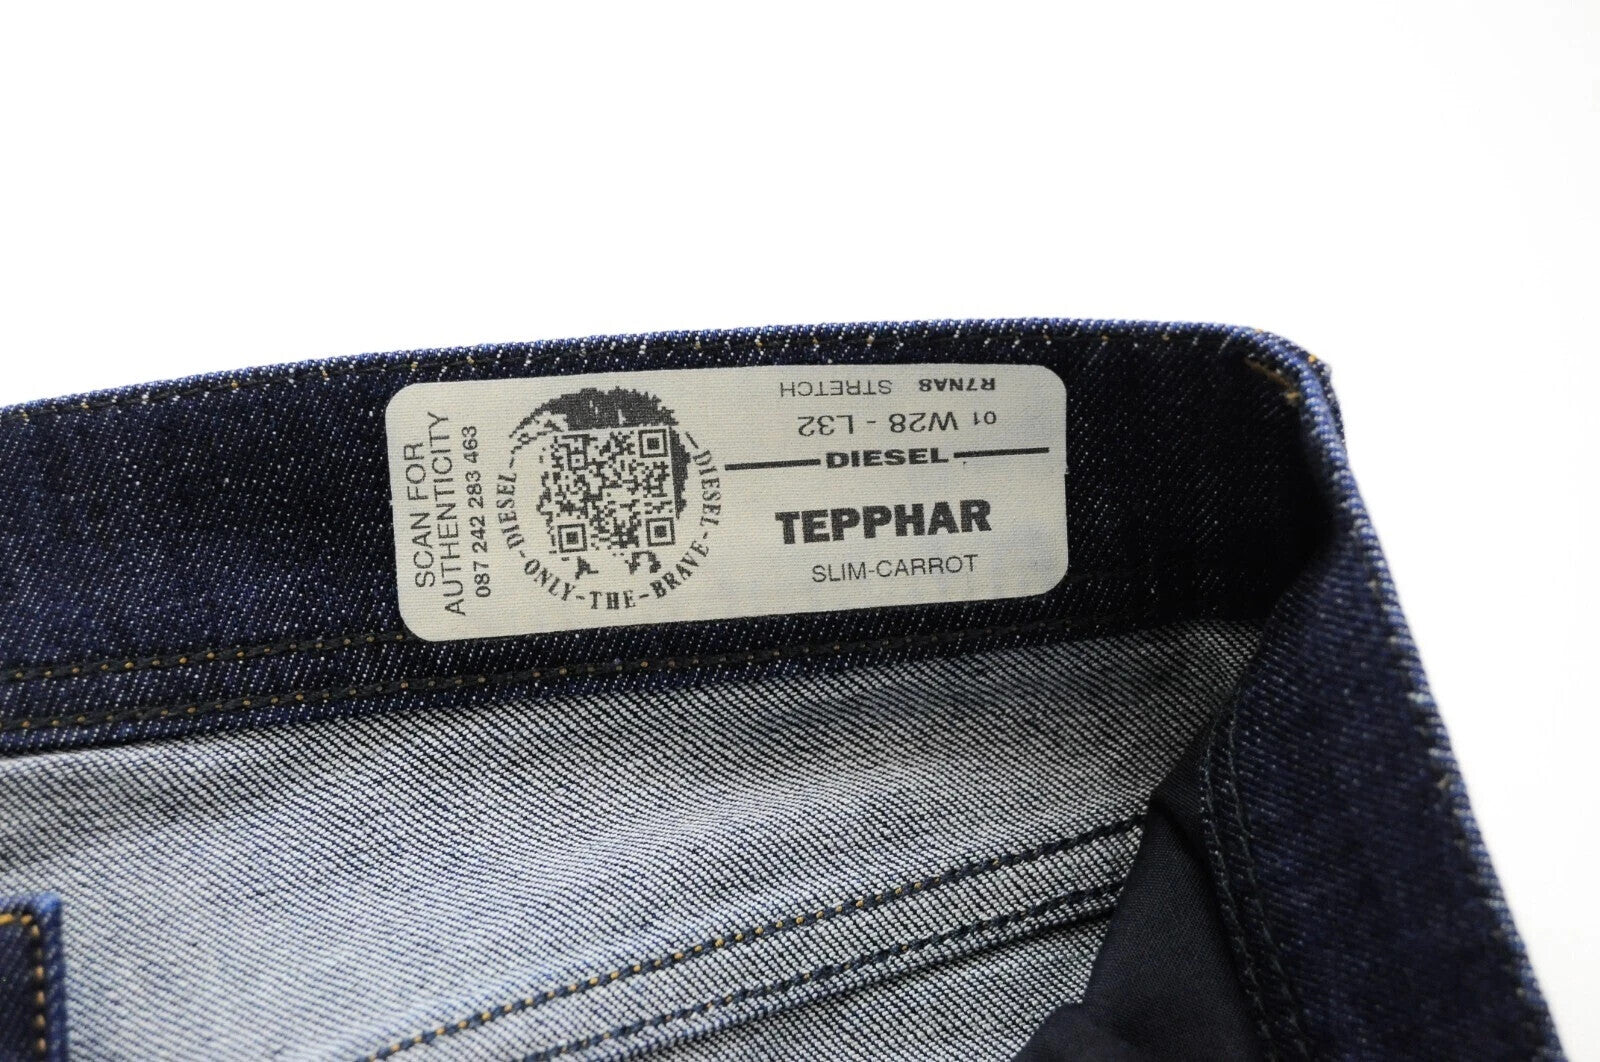 SCAN FOR
AUTHENTICITY
087 242 283 463
DIESEL-ONLY-THE-BRAVE-DIESEL
R7NA8 STRETCH
01 W28 - L32
DIESEL
TEPPHAR
SLIM-CARROT